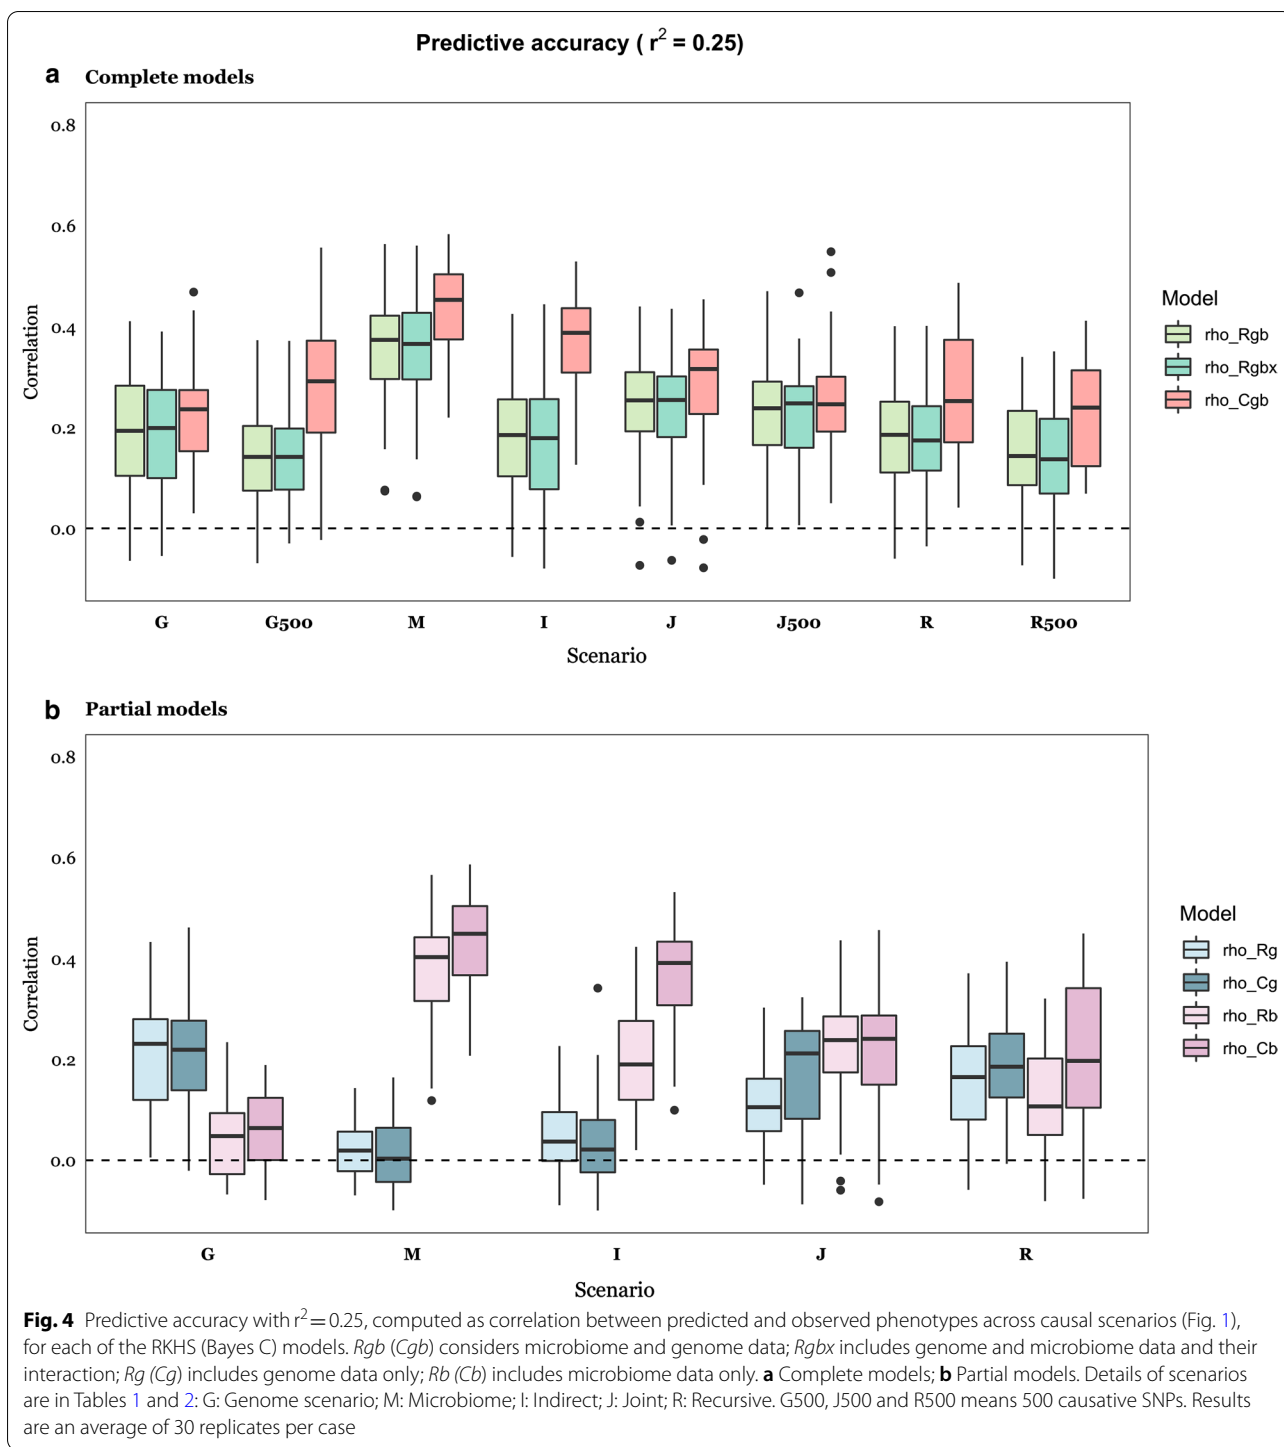 Predictive accuracy ( r² = 0.25)
a Complete models
0.8
0.6
0.4
0.2
0.0
Correlation
G G500 M I J J500 R R500
Scenario
Model
rho_Rgb
rho_Rgbx
rho_Cgb
b Partial models
0.8
0.6
0.4
0.2
0.0
Correlation
G M I J R
Scenario
Model
rho_Rg
rho_Cg
rho_Rb
rho_Cb
Fig. 4 Predictive accuracy with r² = 0.25, computed as correlation between predicted and observed phenotypes across causal scenarios (Fig. 1),
for each of the RKHS (Bayes C) models. Rgb (Cgb) considers microbiome and genome data; Rgbx includes genome and microbiome data and their
interaction; Rg (Cg) includes genome data only; Rb (Cb) includes microbiome data only. a Complete models; b Partial models. Details of scenarios
are in Tables 1 and 2: G: Genome scenario; M: Microbiome; I: Indirect; J: Joint; R: Recursive. G500, J500 and R500 means 500 causative SNPs. Results
are an average of 30 replicates per case